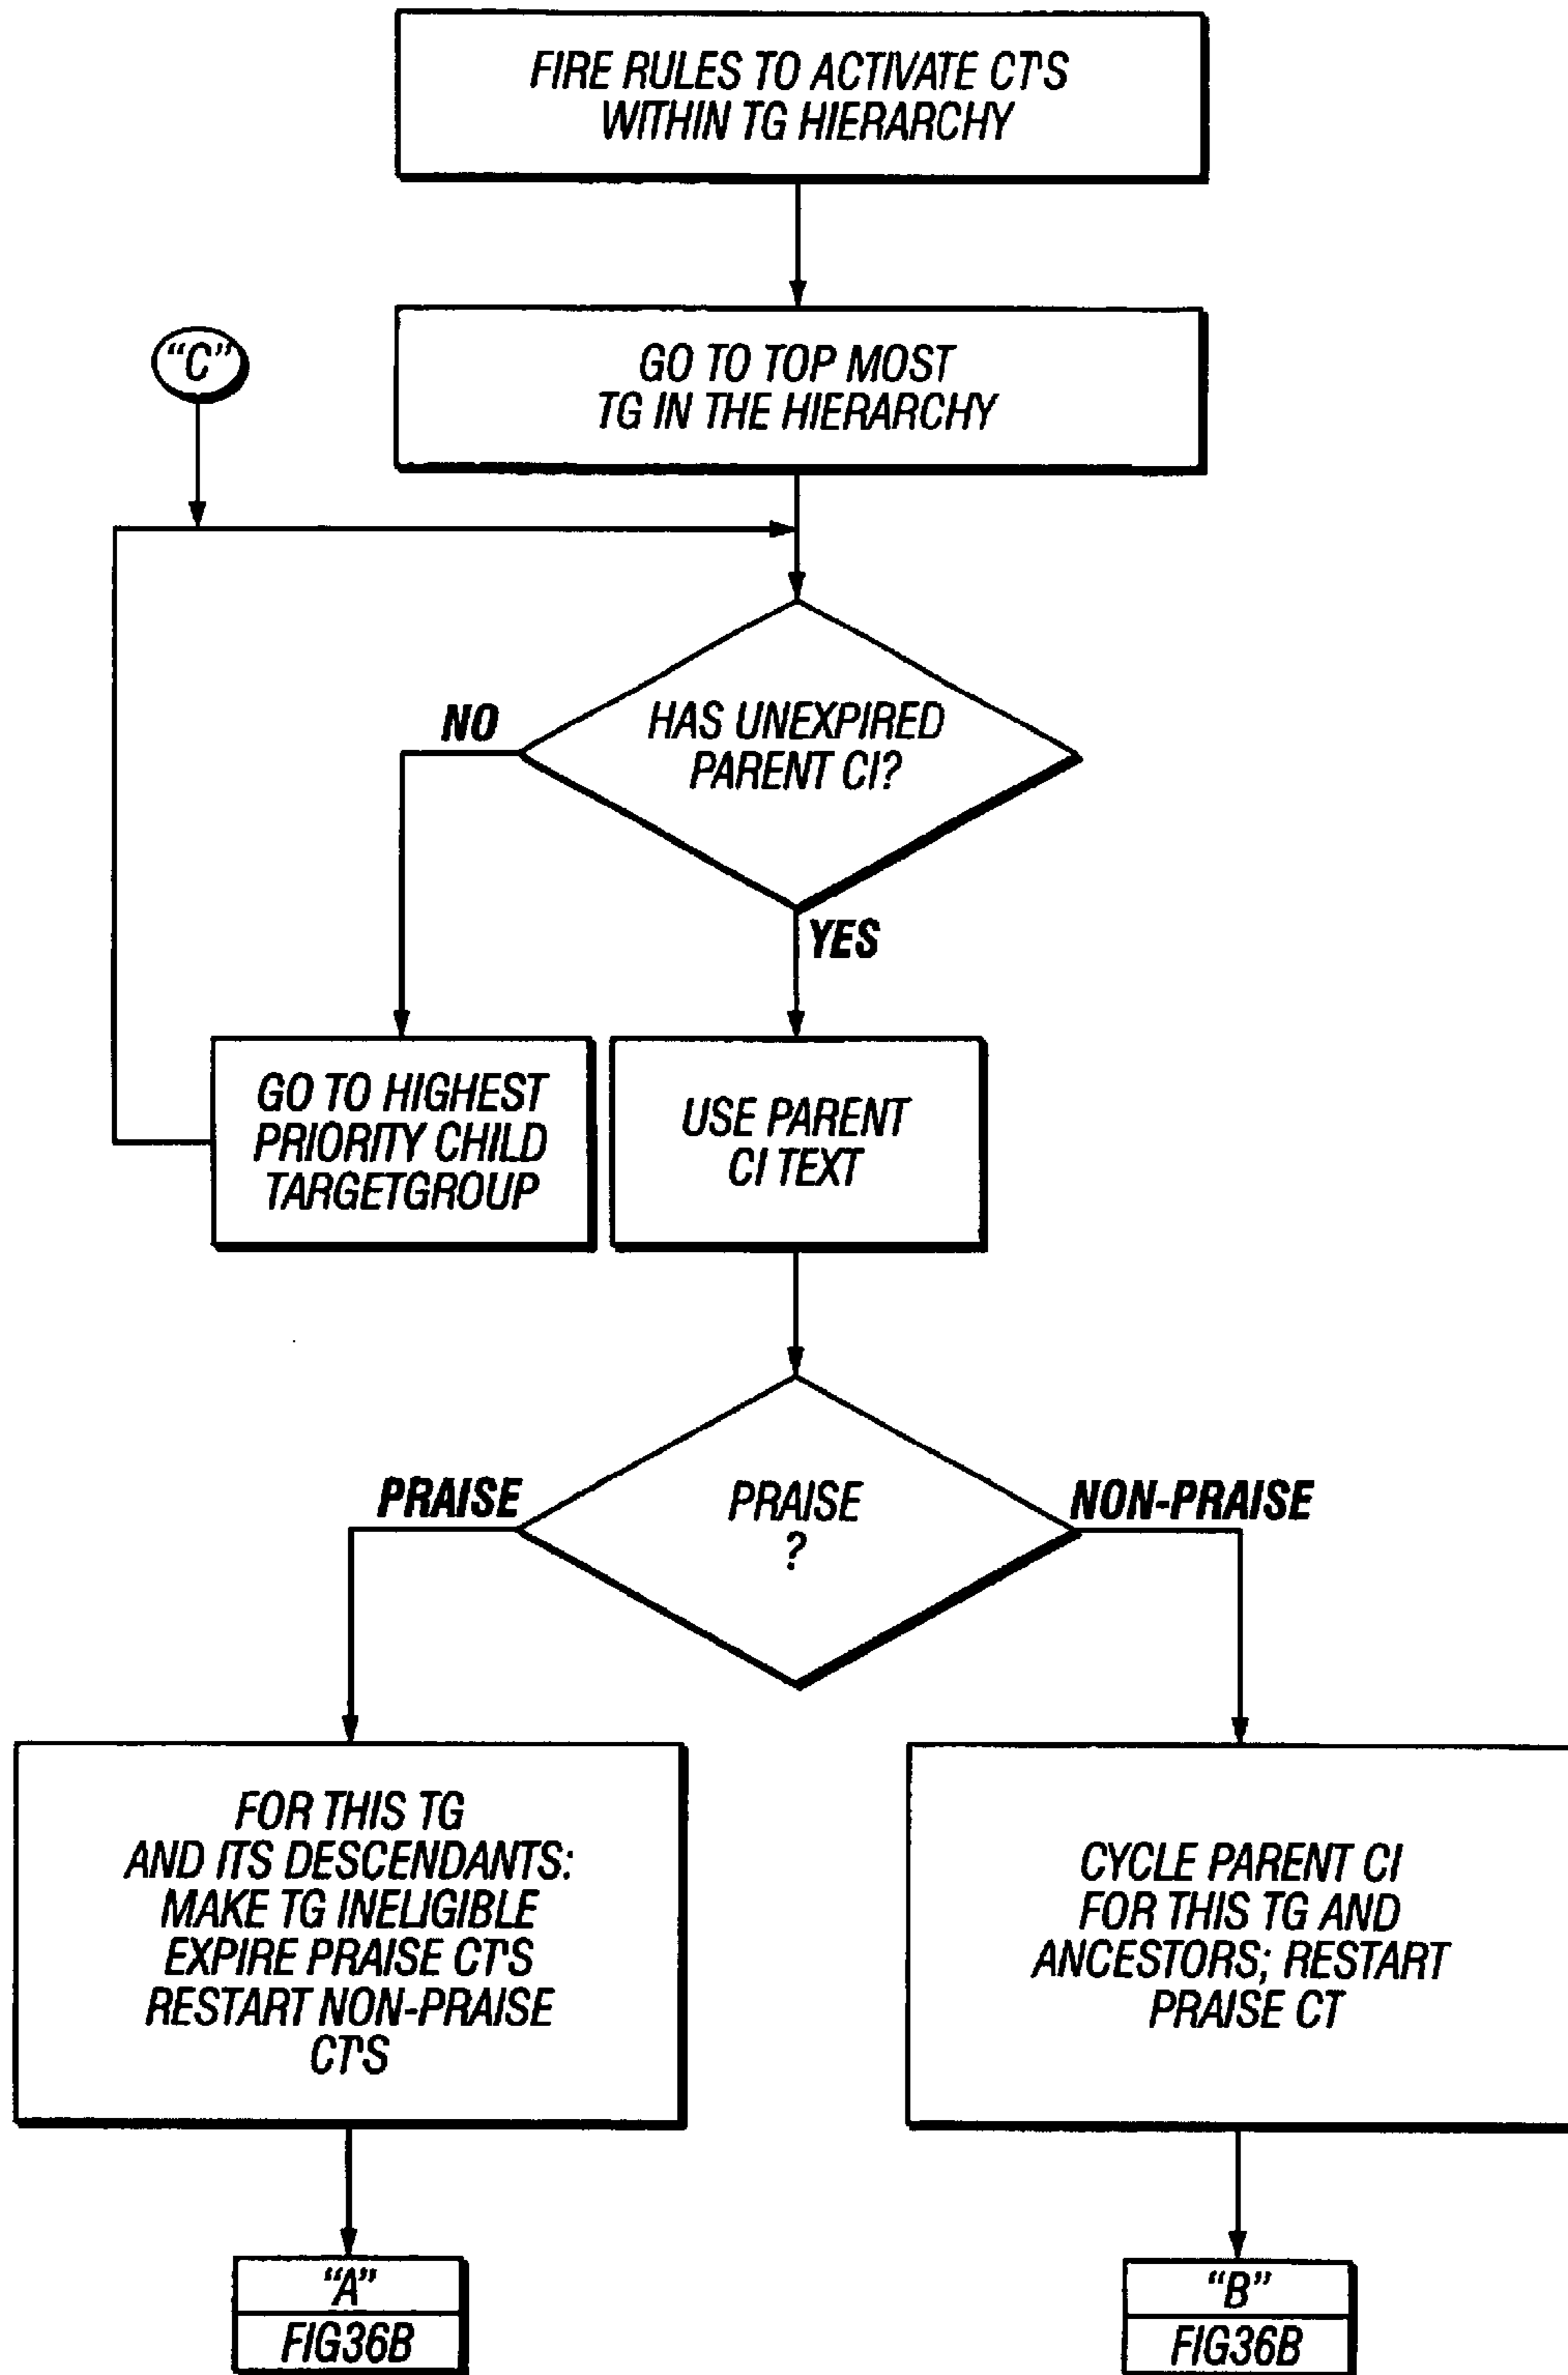 FIRE RULES TO ACTIVATE CT'S
WITHIN TG HIERARCHY
"C"
GO TO TOP MOST
TG IN THE HIERARCHY
HAS UNEXPIRED
PARENT CI?
NO
YES
GO TO HIGHEST
PRIORITY CHILD
TARGETGROUP
USE PARENT
CI TEXT
PRAISE
?
PRAISE
NON-PRAISE
FOR THIS TG
AND ITS DESCENDANTS:
MAKE TG INELIGIBLE
EXPIRE PRAISE CT'S
RESTART NON-PRAISE
CT'S
CYCLE PARENT CI
FOR THIS TG AND
ANCESTORS; RESTART
PRAISE CT
"A"
FIG36B
"B"
FIG36B